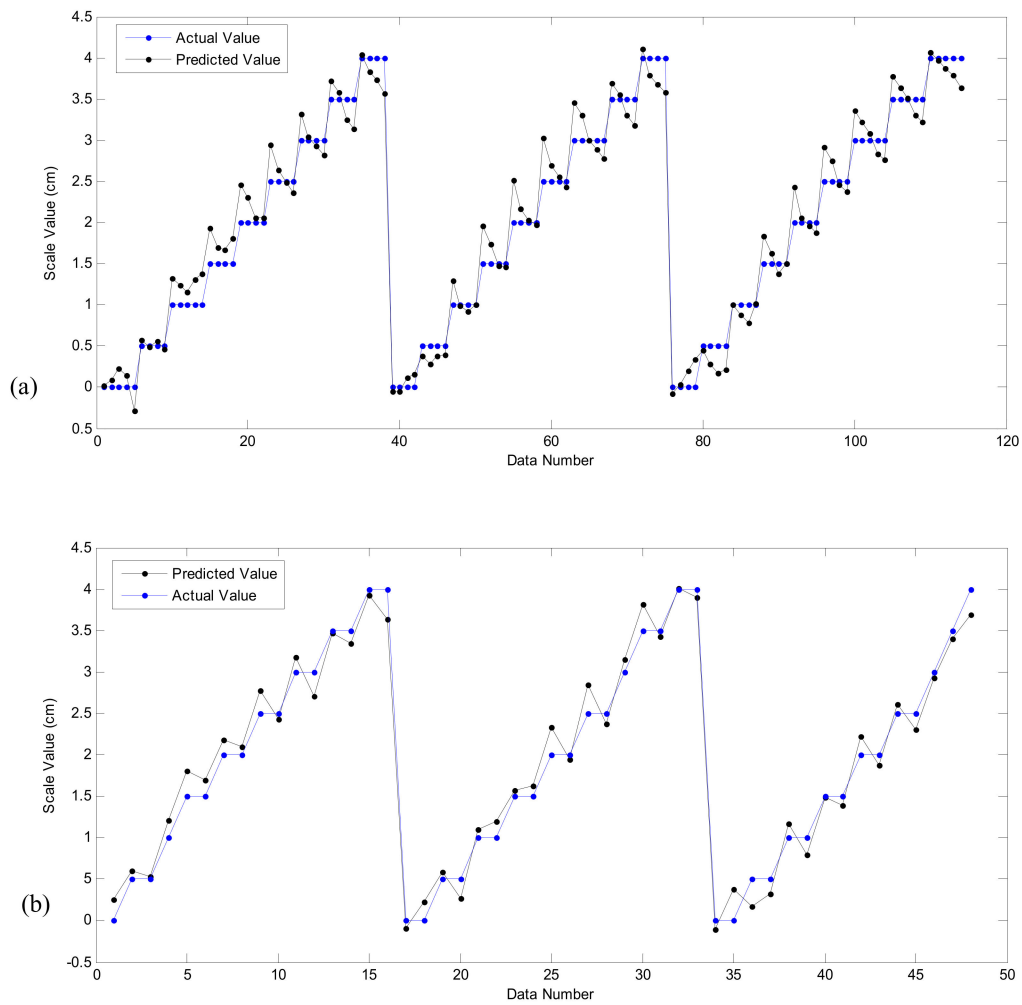 4.5
4
3.5
3
2.5
2
1.5
1
0.5
0
0.5
Scale Value (cm)
Actual Value
Predicted Value
(a)
0 20 40 60 80 100 120
Data Number
4.5
4
3.5
3
2.5
2
1.5
1
5
0
-0.5
Scale Value (cm)
Predicted Value
Actual Value
(b)
0 5 10 15 20 25 30 35 40 45 50
Data Number